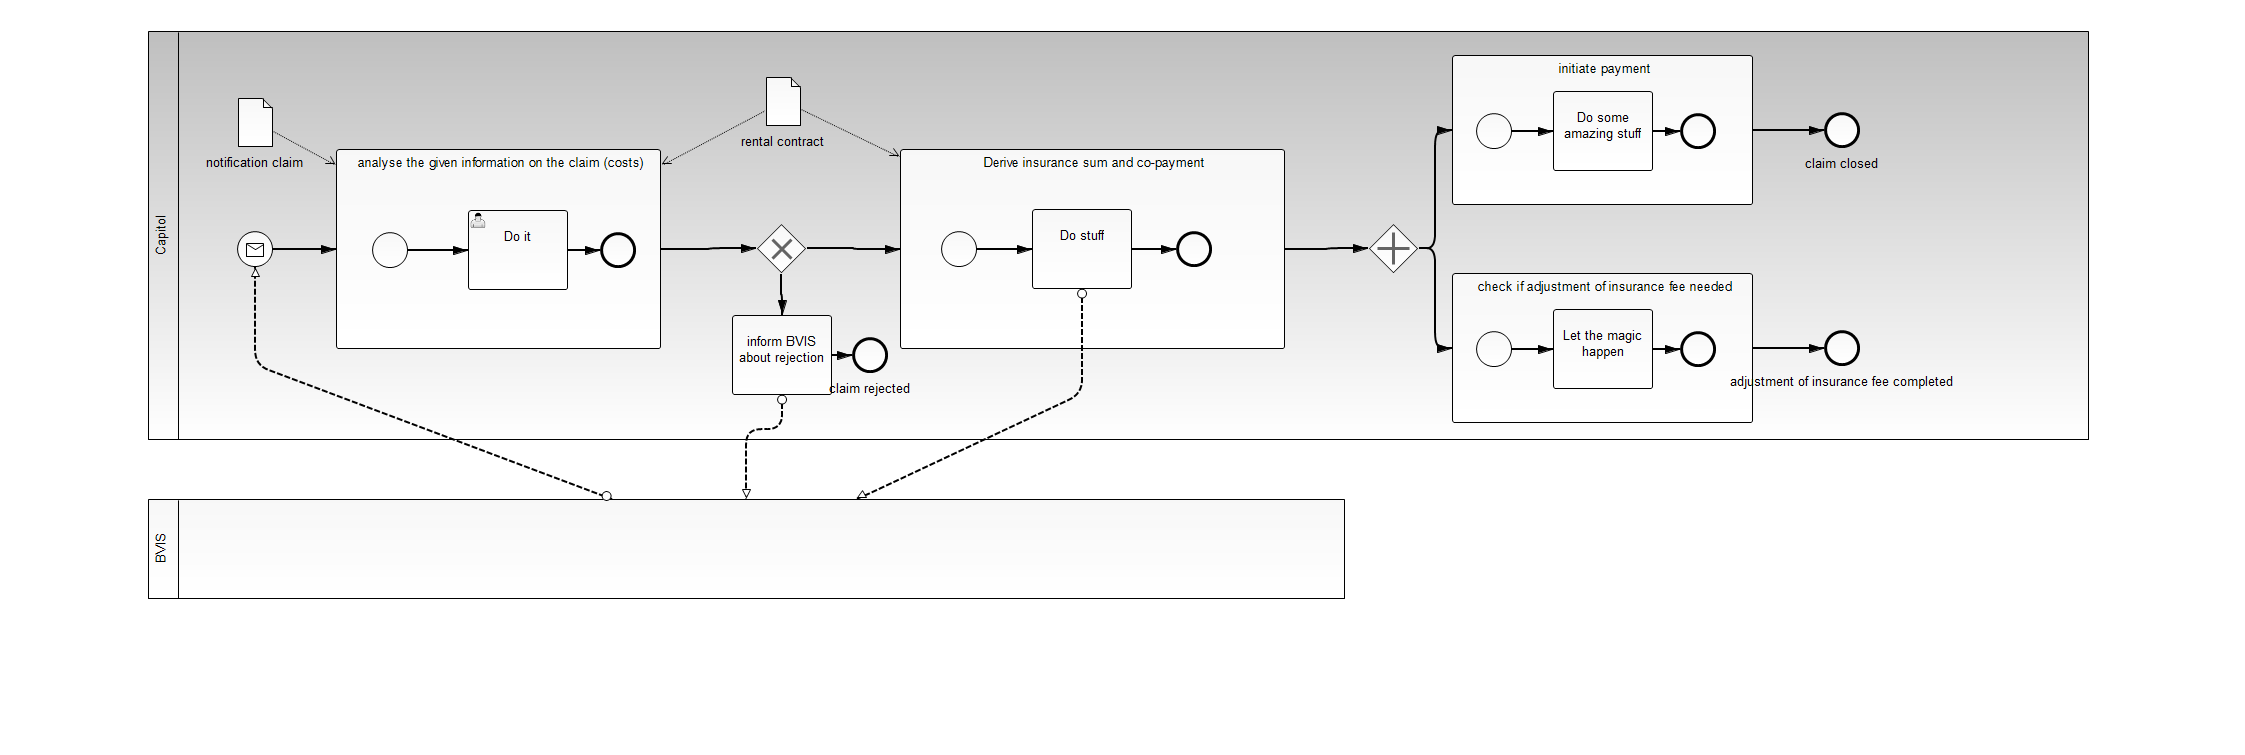 Capitol
notification claim
rental contract
analyse the given information on the claim (costs)
Do it
inform BVIS
about rejection
claim rejected
Derive insurance sum and co-payment
Do stuff
initiate payment
Do some
amazing stuff
claim closed
check if adjustment of insurance fee needed
Let the magic
happen
adjustment of insurance fee completed
BVIS